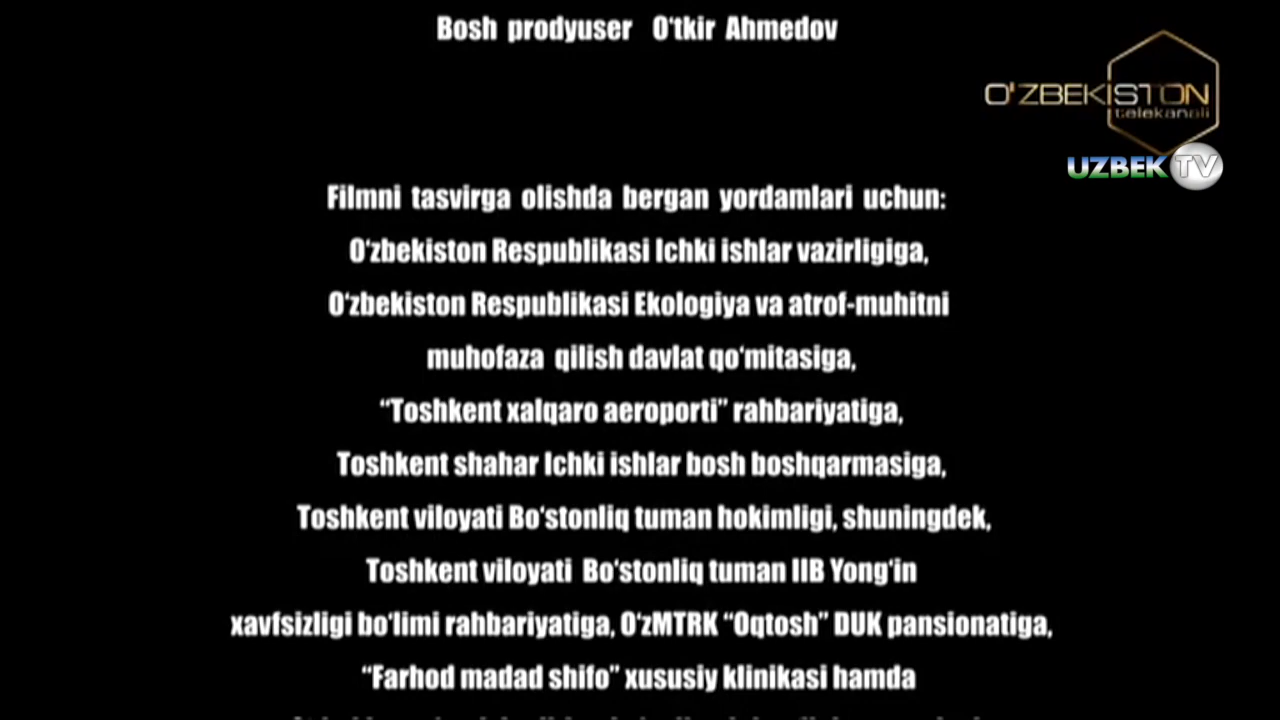 Bosh prodyuser O‘tkir Ahmedov
O'ZBEKISTON
telekanali
UZBEK TV
Filmni tasvirga olishda bergan yordamlari uchun:
O‘zbekiston Respublikasi Ichki ishlar vazirligiga,
O‘zbekiston Respublikasi Ekologiya va atrof-muhitni
muhofaza qilish davlat qo‘mitasiga,
“Toshkent xalqaro aeroporti” rahbariyatiga,
Toshkent shahar Ichki ishlar bosh boshqarmasiga,
Toshkent viloyati Bo‘stonliq tuman hokimligi, shuningdek,
Toshkent viloyati Bo‘stonliq tuman IIB Yong‘in
xavfsizligi bo‘limi rahbariyatiga, O‘zMTRK “Oqtosh” DUK pansionatiga,
“Farhod madad shifo” xususiy klinikasi hamda